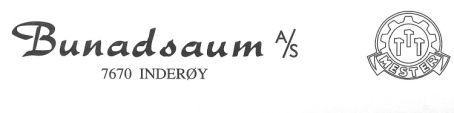 Bunadsaum A/S
7670 INDERØY
MESTER